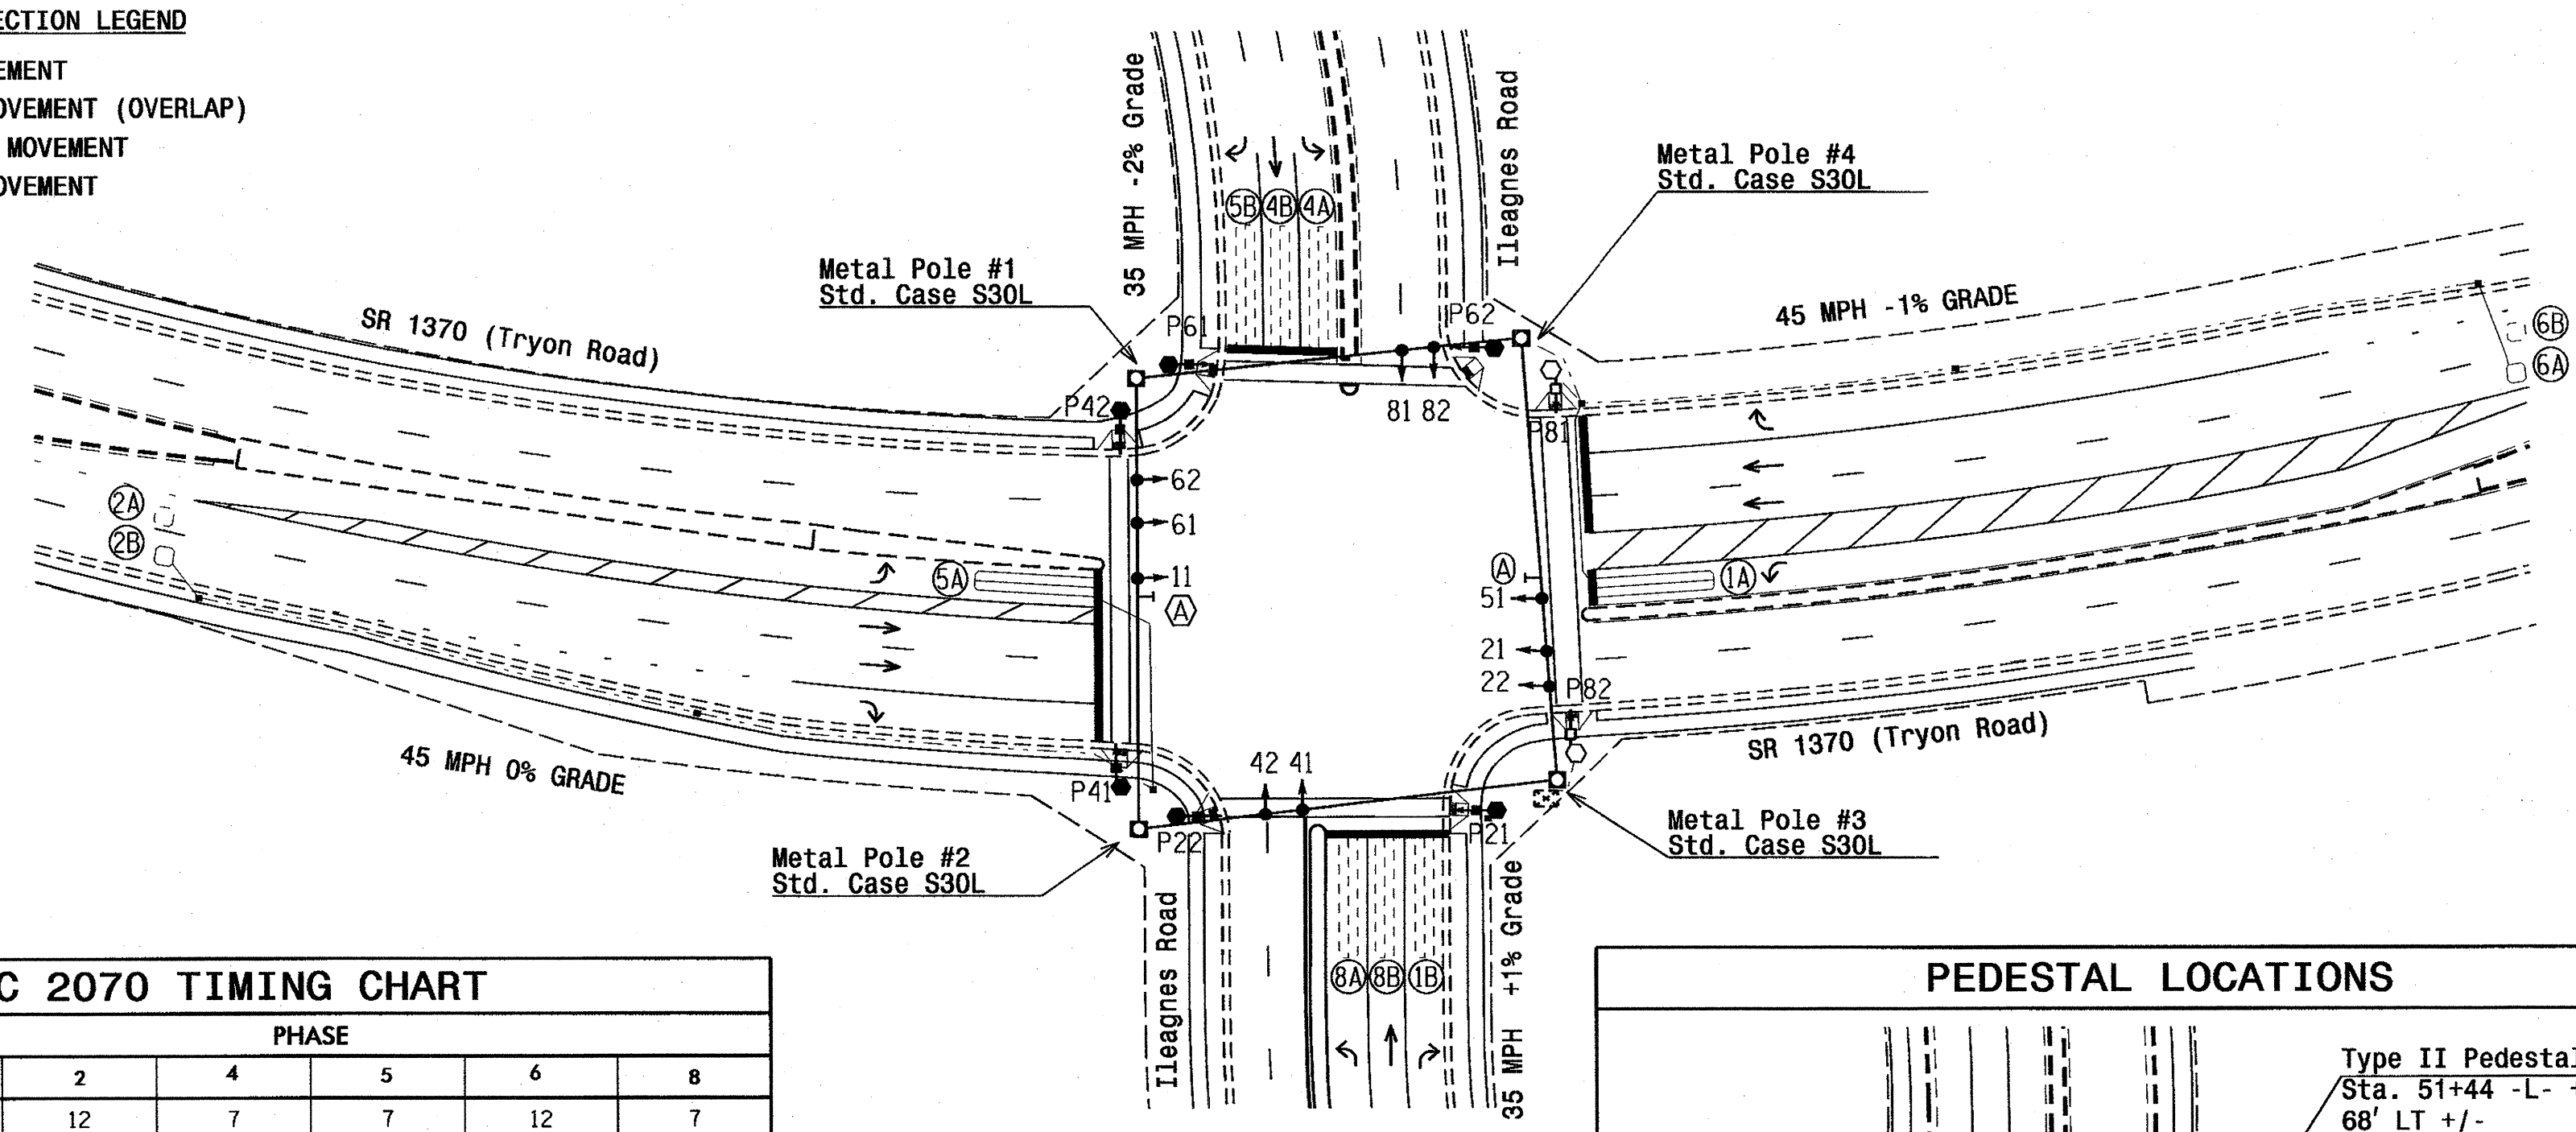 ECTION LEGEND
EMENT
OVEMENT (OVERLAP)
MOVEMENT
OVEMENT
35 MPH -2% Grade
Ileagnes Road
Metal Pole #4
Std. Case S30L
5B 4B 4A
Metal Pole #1
Std. Case S30L
SR 1370 (Tryon Road)
45 MPH -1% GRADE
P61
P62
6B
6A
P42
81 82
P81
62
61
11
A
2A
2B
5A
A
51
1A
21
22
P82
45 MPH 0% GRADE
SR 1370 (Tryon Road)
P41
42 41
P22
P21
Metal Pole #2
Std. Case S30L
Metal Pole #3
Std. Case S30L
Ileagnes Road
35 MPH +1% Grade
8A 8B 1B
C 2070 TIMING CHART
PHASE
2 4 5 6 8
12 7 7 12 7
PEDESTAL LOCATIONS
Type II Pedestal
Sta. 51+44 -L- +
68' LT +/-